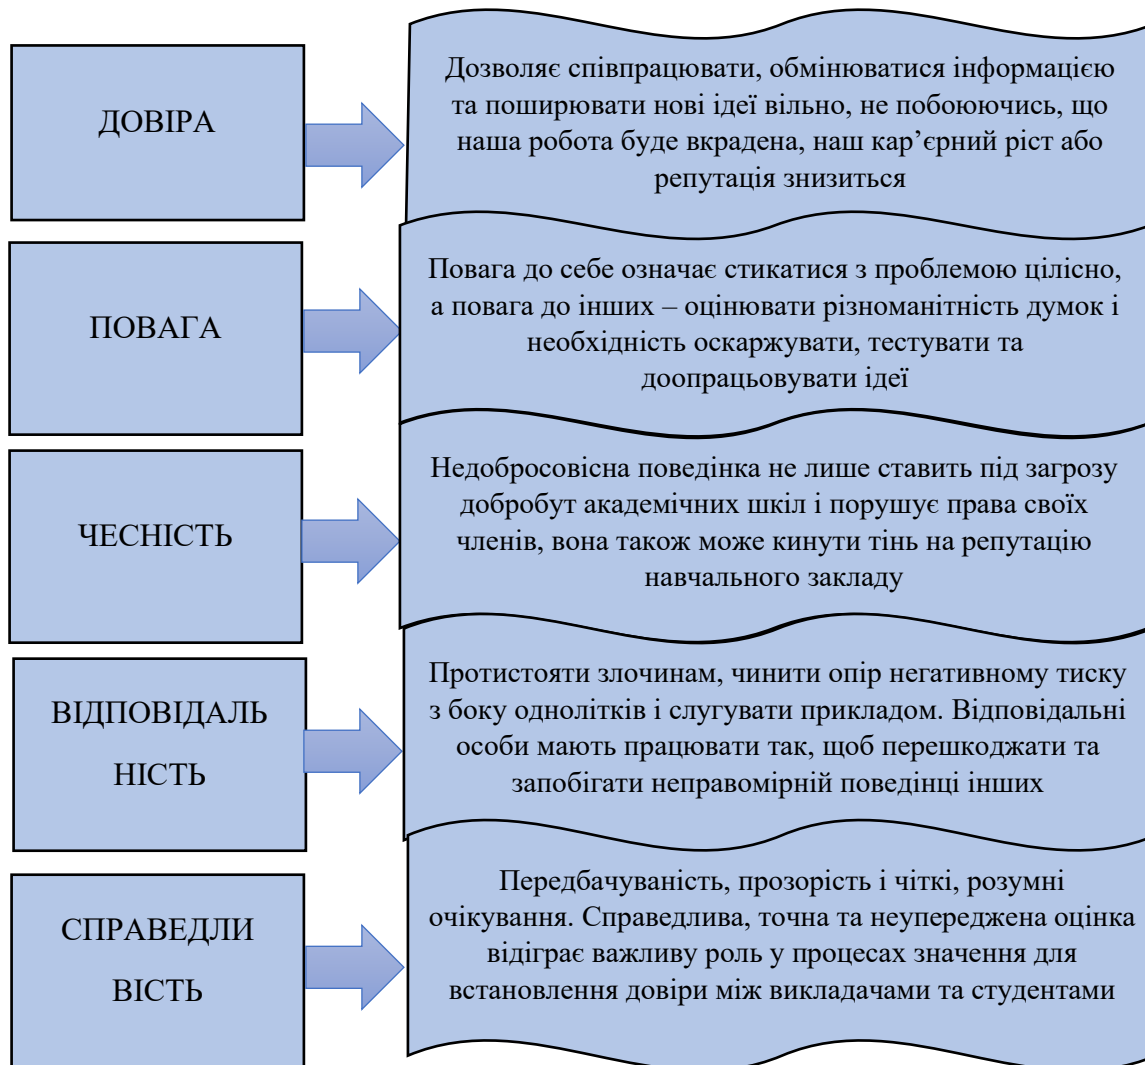 ДОВІРА
Дозволяє співпрацювати, обмінюватися інформацією
та поширювати нові ідеї вільно, не побоюючись, що
наша робота буде вкрадена, наш кар’єрний ріст або
репутація знизиться
ПОВАГА
Повага до себе означає стикатися з проблемою цілісно,
а повага до інших – оцінювати різноманітність думок і
необхідність оскаржувати, тестувати та
доопрацьовувати ідеї
ЧЕСНІСТЬ
Недобросовісна поведінка не лише ставить під загрозу
добробут академічних шкіл і порушує права своїх
членів, вона також може кинути тінь на репутацію
навчального закладу
ВІДПОВІДАЛЬ
НІСТЬ
Протистояти злочинам, чинити опір негативному тиску
з боку однолітків і слугувати прикладом. Відповідальні
особи мають працювати так, щоб перешкоджати та
запобігати неправомірній поведінці інших
СПРАВЕДЛИ
ВІСТЬ
Передбачуваність, прозорість і чіткі, розумні
очікування. Справедлива, точна та неупереджена оцінка
відіграє важливу роль у процесах значення для
встановлення довіри між викладачами та студентами